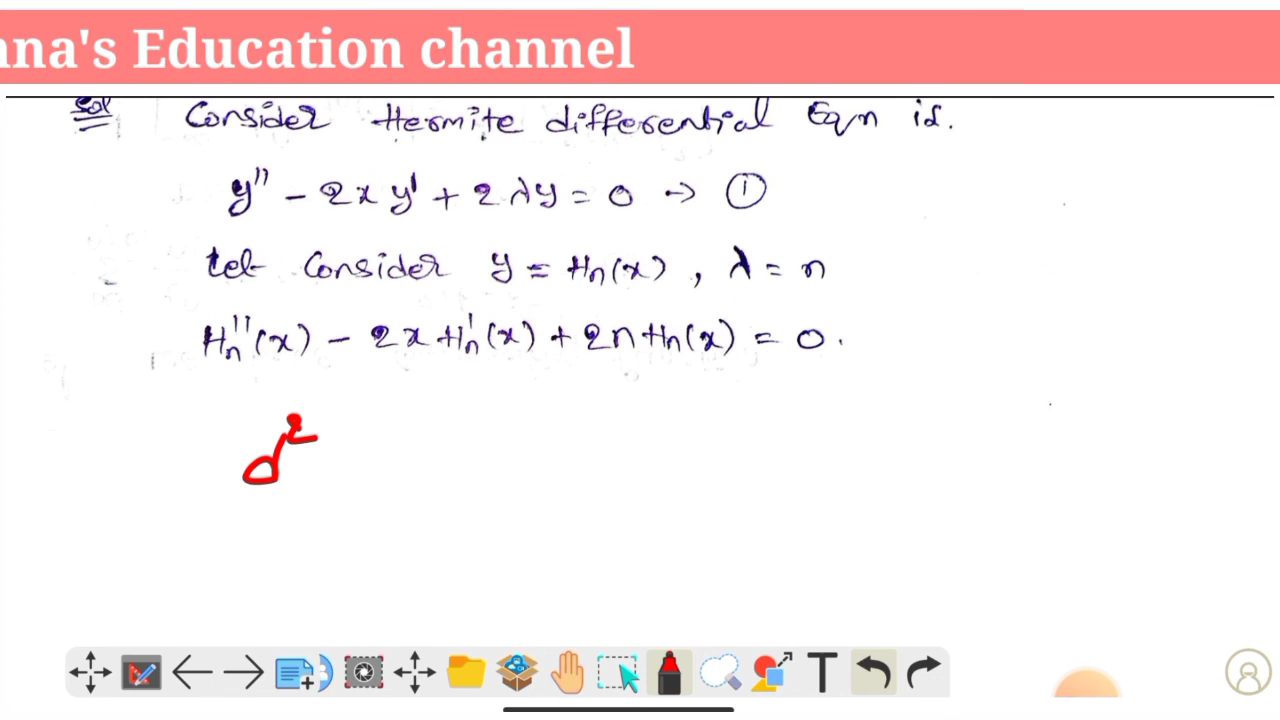 nna's Education channel
Sol Consider Hermite differential Eqn is.
y'' - 2x y' + 2λy = 0 → ①
let Consider y = Hn(x), λ = n
Hn''(x) - 2x Hn'(x) + 2n Hn(x) = 0.
d²
T